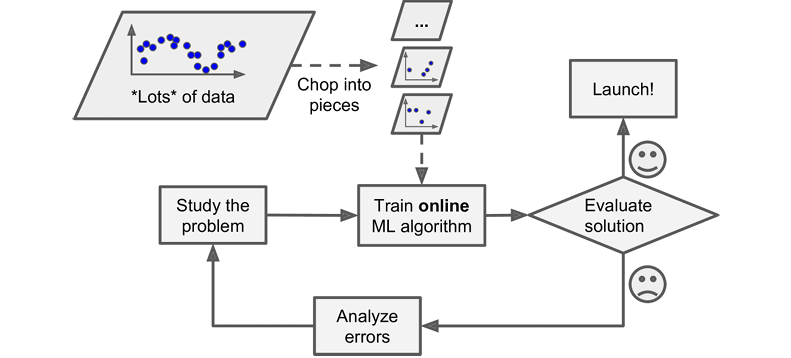 *Lots* of data
Chop into
pieces
...
Launch!
Study the
problem
Train online
ML algorithm
Evaluate
solution
Analyze
errors